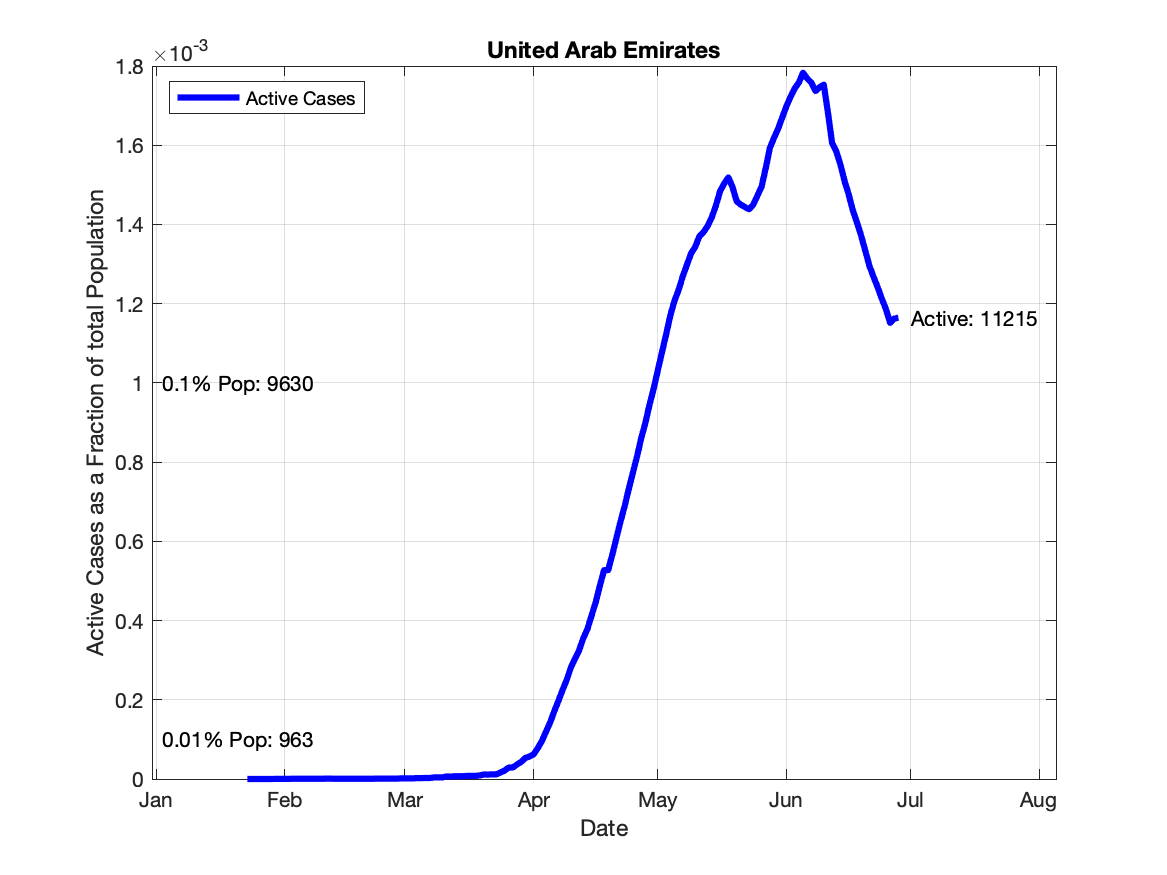 United Arab Emirates
×10-3
Active Cases
1.8
1.6
1.4
1.2
1
0.8
0.6
0.4
0.2
0
Active Cases as a Fraction of total Population
0.1% Pop: 9630
0.01% Pop: 963
Active: 11215
Jan Feb Mar Apr May Jun Jul Aug
Date